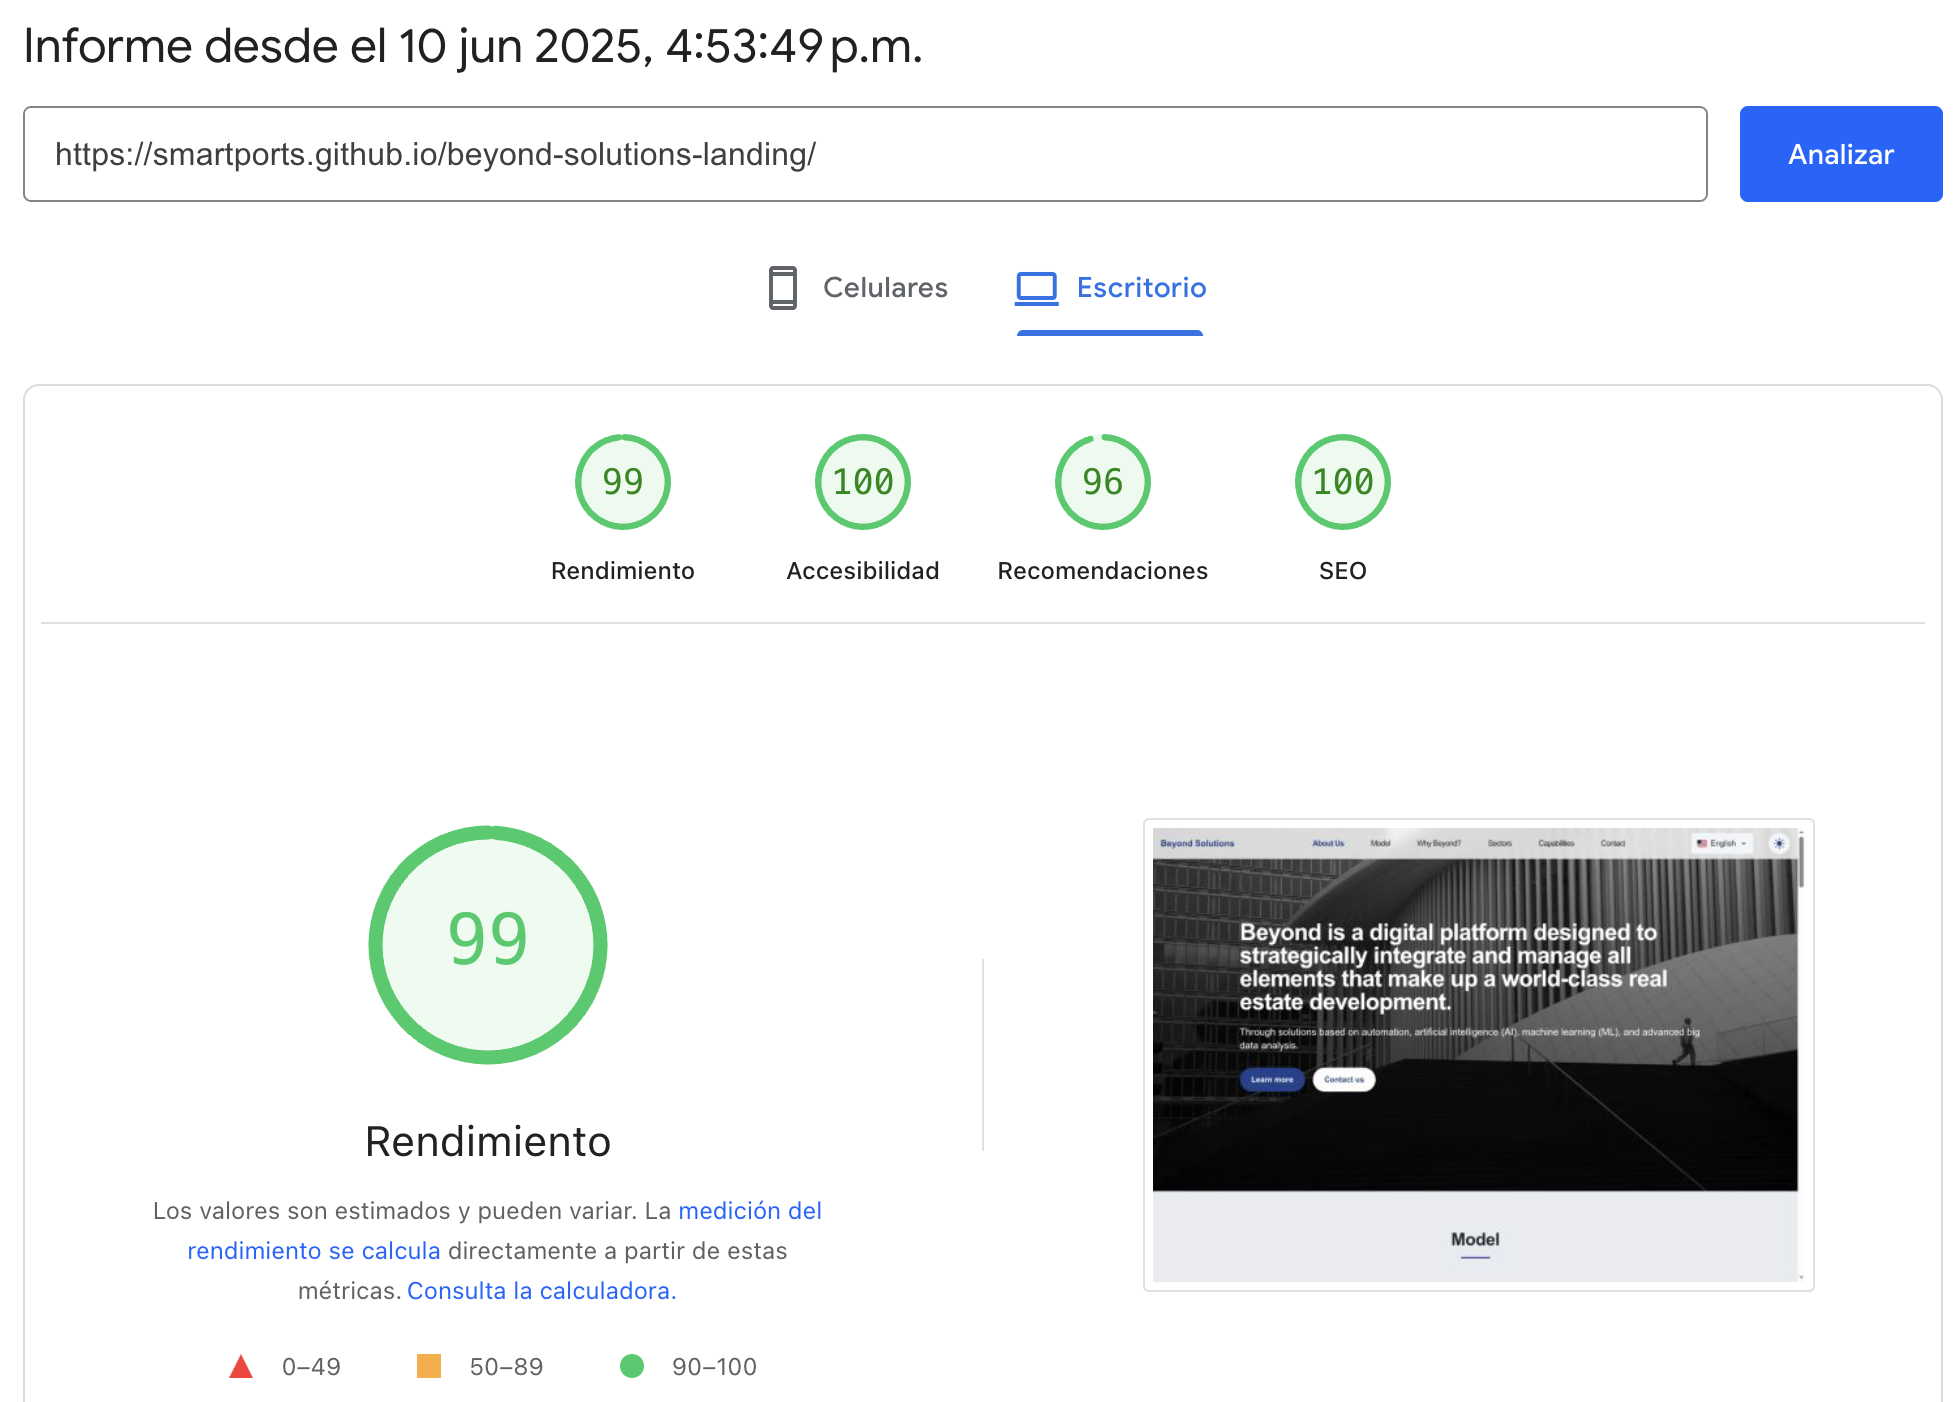 Informe desde el 10 jun 2025, 4:53:49 p.m.
https://smartports.github.io/beyond-solutions-landing/
Analizar
Celulares
Escritorio
99
100
96
100
Rendimiento
Accesibilidad
Recomendaciones
SEO
99
Rendimiento
Los valores son estimados y pueden variar. La medición del
rendimiento se calcula directamente a partir de estas
métricas. Consulta la calculadora.
0–49
50–89
90–100
Beyond Solutions
About Us
Model
Why Beyond?
Sectors
Capabilities
Contact
English
Beyond is a digital platform designed to
strategically integrate and manage all
elements that make up a world-class real
estate development.
Through solutions based on automation, artificial intelligence (AI), machine learning (ML), and advanced big
data analysis.
Learn more
Contact us
Model